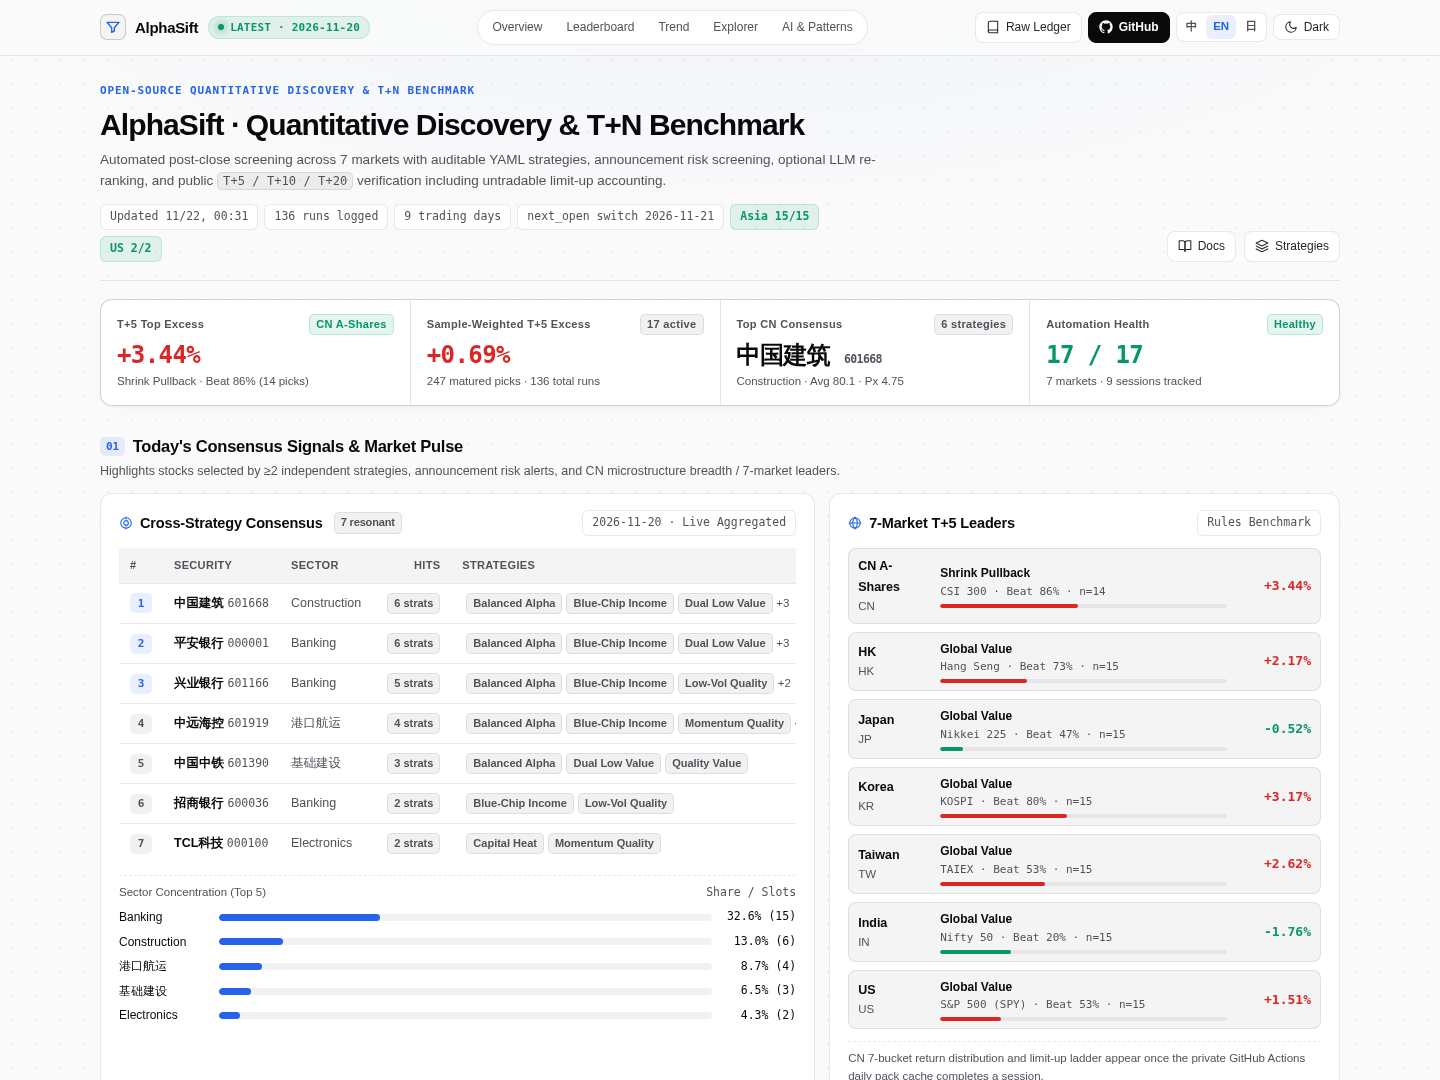 AlphaSift
LATEST · 2026-11-20
Overview
Leaderboard
Trend
Explorer
AI & Patterns
Raw Ledger
GitHub
中
EN
日
Dark
OPEN-SOURCE QUANTITATIVE DISCOVERY & T+N BENCHMARK
AlphaSift · Quantitative Discovery & T+N Benchmark
Automated post-close screening across 7 markets with auditable YAML strategies, announcement risk screening, optional LLM re-
ranking, and public T+5 / T+10 / T+20 verification including untradable limit-up accounting.
Updated 11/22, 00:31
136 runs logged
9 trading days
next_open switch 2026-11-21
Asia 15/15
US 2/2
Docs
Strategies
T+5 Top Excess
CN A-Shares
+3.44%
Shrink Pullback · Beat 86% (14 picks)
Sample-Weighted T+5 Excess
17 active
+0.69%
247 matured picks · 136 total runs
Top CN Consensus
6 strategies
中国建筑 601668
Construction · Avg 80.1 · Px 4.75
Automation Health
Healthy
17 / 17
7 markets · 9 sessions tracked
01 Today's Consensus Signals & Market Pulse
Highlights stocks selected by ≥2 independent strategies, announcement risk alerts, and CN microstructure breadth / 7-market leaders.
Cross-Strategy Consensus
7 resonant
2026-11-20 · Live Aggregated
# SECURITY SECTOR HITS STRATEGIES
1 中国建筑 601668 Construction 6 strats Balanced Alpha Blue-Chip Income Dual Low Value +3
2 平安银行 000001 Banking 6 strats Balanced Alpha Blue-Chip Income Dual Low Value +3
3 兴业银行 601166 Banking 5 strats Balanced Alpha Blue-Chip Income Low-Vol Quality +2
4 中远海控 601919 港口航运 4 strats Balanced Alpha Blue-Chip Income Momentum Quality
5 中国中铁 601390 基础建设 3 strats Balanced Alpha Dual Low Value Quality Value
6 招商银行 600036 Banking 2 strats Blue-Chip Income Low-Vol Quality
7 TCL科技 000100 Electronics 2 strats Capital Heat Momentum Quality
Sector Concentration (Top 5)
Share / Slots
Banking 32.6% (15)
Construction 13.0% (6)
港口航运 8.7% (4)
基础建设 6.5% (3)
Electronics 4.3% (2)
7-Market T+5 Leaders
Rules Benchmark
CN A-
Shares
CN
Shrink Pullback
CSI 300 · Beat 86% · n=14
+3.44%
HK
HK
Global Value
Hang Seng · Beat 73% · n=15
+2.17%
Japan
JP
Global Value
Nikkei 225 · Beat 47% · n=15
-0.52%
Korea
KR
Global Value
KOSPI · Beat 80% · n=15
+3.17%
Taiwan
TW
Global Value
TAIEX · Beat 53% · n=15
+2.62%
India
IN
Global Value
Nifty 50 · Beat 20% · n=15
-1.76%
US
US
Global Value
S&P 500 (SPY) · Beat 53% · n=15
+1.51%
CN 7-bucket return distribution and limit-up ladder appear once the private GitHub Actions
daily pack cache completes a session.